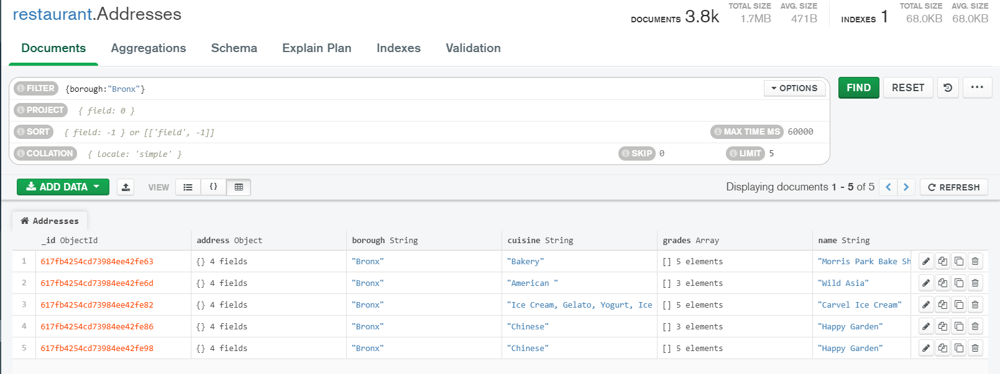 restaurant.Addresses
DOCUMENTS 3.8k TOTAL SIZE 1.7MB AVG. SIZE 471B INDEXES 1 TOTAL SIZE 68.0KB AVG. SIZE 68.0KB
Documents Aggregations Schema Explain Plan Indexes Validation
FILTER {borough:"Bronx"} OPTIONS FIND RESET
PROJECT { field: 0 }
SORT { field: -1 } or [['field', -1]] MAX TIME MS 60000
COLLATION { locale: 'simple' } SKIP 0 LIMIT 5
ADD DATA VIEW {} Displaying documents 1 - 5 of 5 < > REFRESH
Addresses
_id ObjectId address Object borough String cuisine String grades Array name String
1 617fb4254cd73984ee42fe63 {} 4 fields "Bronx" "Bakery" [] 5 elements "Morris Park Bake Sh
2 617fb4254cd73984ee42fe6d {} 4 fields "Bronx" "American " [] 3 elements "Wild Asia"
3 617fb4254cd73984ee42fe82 {} 4 fields "Bronx" "Ice Cream, Gelato, Yogurt, Ice [] 5 elements "Carvel Ice Cream"
4 617fb4254cd73984ee42fe86 {} 4 fields "Bronx" "Chinese" [] 3 elements "Happy Garden"
5 617fb4254cd73984ee42fe98 {} 4 fields "Bronx" "Chinese" [] 5 elements "Happy Garden"